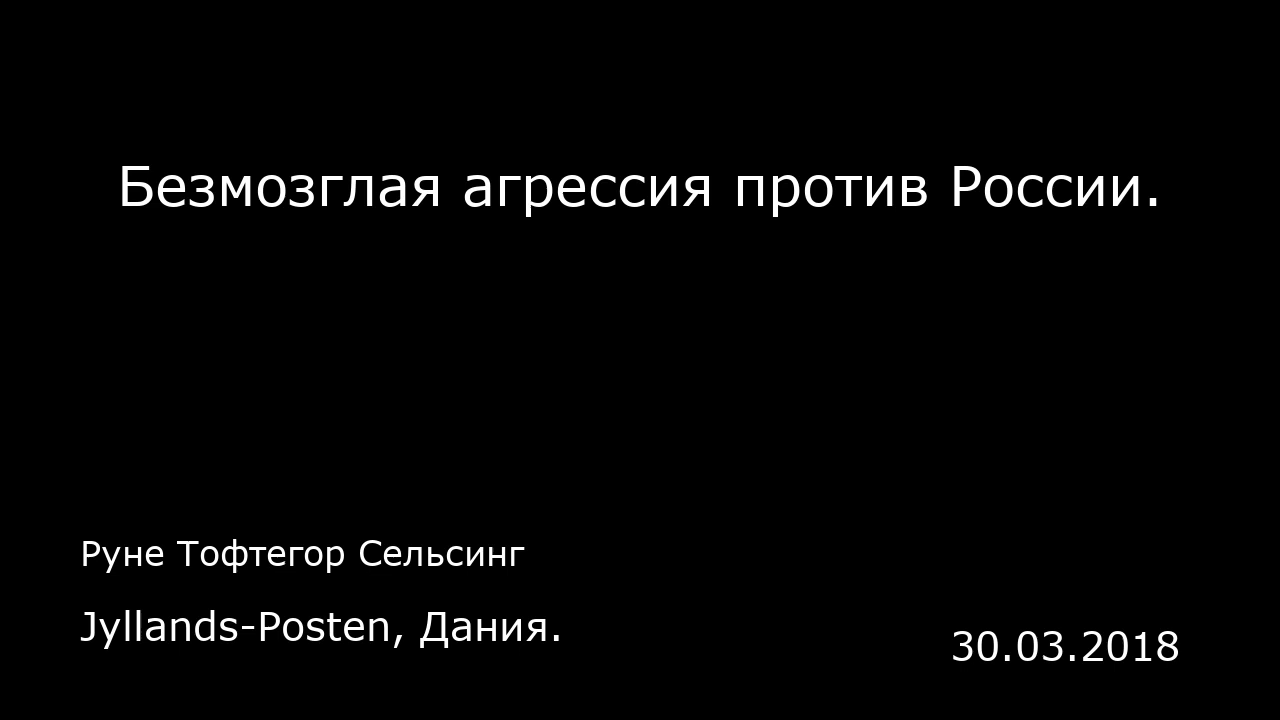 Безмозглая агрессия против России.
Руне Тофтегор Сельсинг
Jyllands-Posten, Дания.
30.03.2018